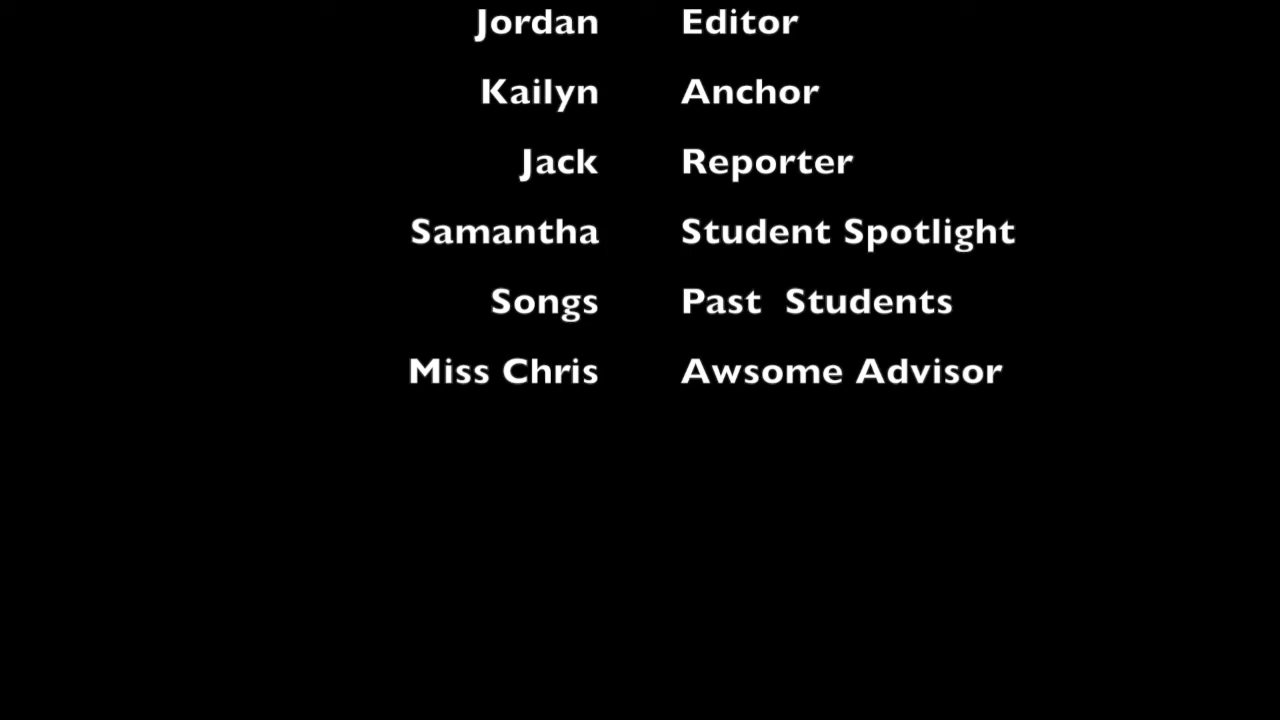 Jordan Editor
Kailyn Anchor
Jack Reporter
Samantha Student Spotlight
Songs Past  Students
Miss Chris Awsome Advisor